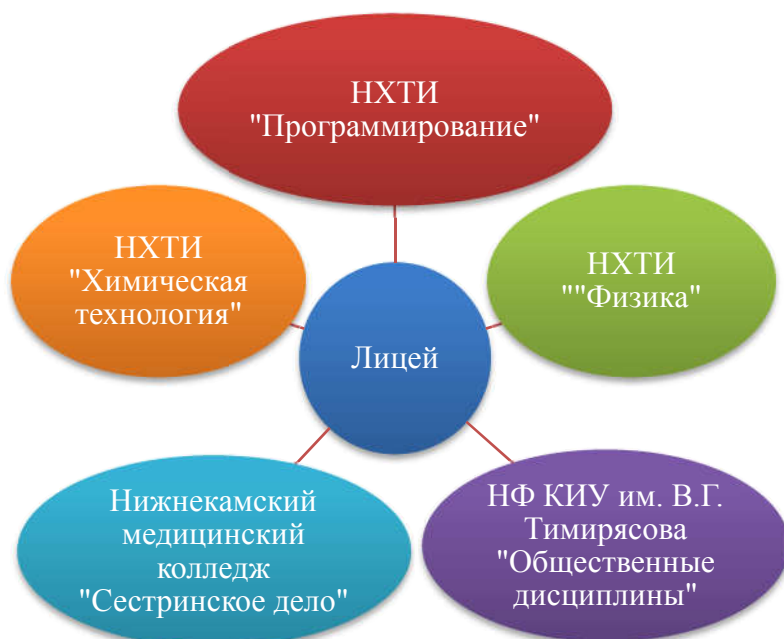 НХТИ
"Программирование"
НХТИ
"Химическая
технология"
НХТИ
""Физика"
Лицей
Нижнекамский
медицинский
колледж
"Сестринское дело"
НФ КИУ им. В.Г.
Тимирясова
"Общественные
дисциплины"